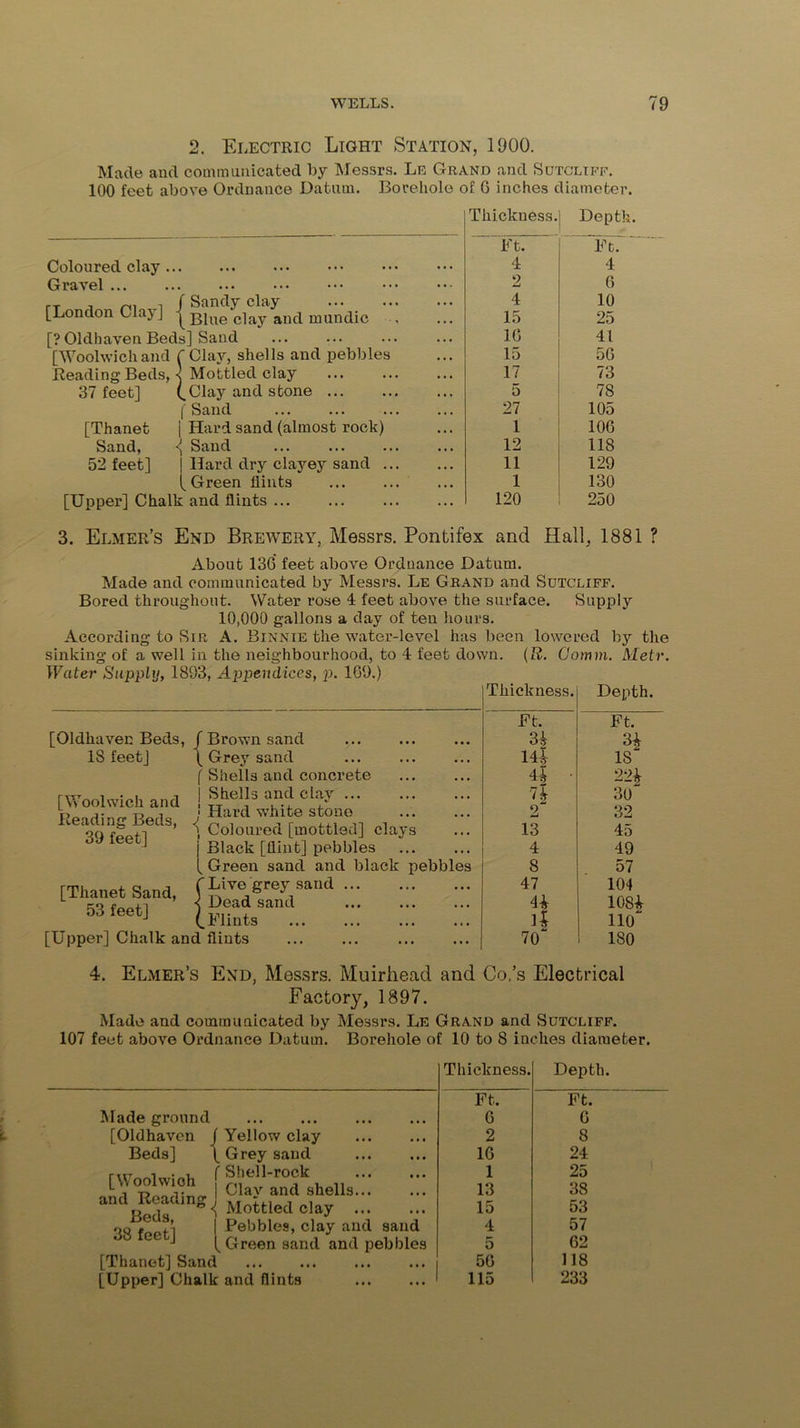 WELLS. 79
2. ELECTRIC LIGHT STATION, 1900.
Made and communicated by Messrs. LE GRAND and SUTCLIFF.
100 feet above Ordnance Datum. Borehole of 6 inches diameter.
Thickness. Depth.
Ft. Ft.
Coloured clay ... ... ... ... ... ... 4 4
Gravel ... ... ... ... ... ... ... 2 6
[London Clay] { Sandy clay ... ... ... 4 10
Blue clay and mundic . ... 15 25
[? Oldhaven Beds] Sand ... ... ... ... 16 41
[Woolwich and { Clay, shells and pebbles ... 15 56
Reading Beds, Mottled clay ... ... ... 17 73
37 feet] Clay and stone ... ... ... 5 78
{ Sand ... ... ... ... 27 105
[Thanet Hard sand (almost rock) ... 1 106
Sand, Sand ... ... ... ... 12 118
52 feet] Hard dry clayey sand ... ... 11 129
Green flints ... ... ... 1 130
[Upper] Chalk and flints ... ... ... ... 120 250
3. ELMER'S END BREWERY, Messrs. Pontifex and Hall, 1881 ?
About 136 feet above Ordnance Datum.
Made and communicated by Messrs. LE GRAND and SUTCLIFF.
Bored throughout. Water rose 4 feet above the surface. Supply
10,000 gallons a day of ten hours.
According to SIR A. BINNIE the water-level has been lowered by the
sinking of a well in the neighbourhood, to 4 feet down. (R. Comm. Metr.
Water Supply, 1893, Appendices, p. 169.)
Thickness. Depth.
Ft. Ft.
[Oldhaven Beds, { Brown sand ... ... ... 3½ 3½
18 feet] Grey sand ... ... ... 14½ 18
{ Shells and concrete ... ... 4½ 22½
[Woolwich and Shells and clay ... ... ... 7½ 30
Reading Beds, Hard white stone ... ... 2 32
39 feet] Coloured [mottled] clays ... 13 45
Black [flint] pebbles ... ... 4 49
Green sand and black pebbles 8 57
[Thanet Sand, { Live grey sand ... ... ... 47 104
53 feet] Dead sand ... ... ... 4½ 108½
Flints ... ... ... ... 1½ 110
[Upper] Chalk and flints ... ... ... ... 70 180
4. ELMER'S END, Messrs. Muirhead and Co.'s Electrical
Factory, 1897.
Made and communicated by Messrs. LE GRAND and SUTCLIFF.
107 feet above Ordnance Datum. Borehole of 10 to 8 inches diameter.
Thickness. Depth.
Ft. Ft.
Made ground ... ... ... ... 6 6
[Oldhaven { Yellow clay ... ... 2 8
Beds] Grey sand ... ... 16 24
[Woolwich { Shell-rock ... ... 1 25
and Reading Clay and shells... ... 13 38
Beds, Mottled clay ... ... 15 53
38 feet] Pebbles, clay and sand 4 57
Green sand and pebbles 5 62
[Thanet] Sand ... ... ... ... 56 118
[Upper] Chalk and flints ... ... 115 233